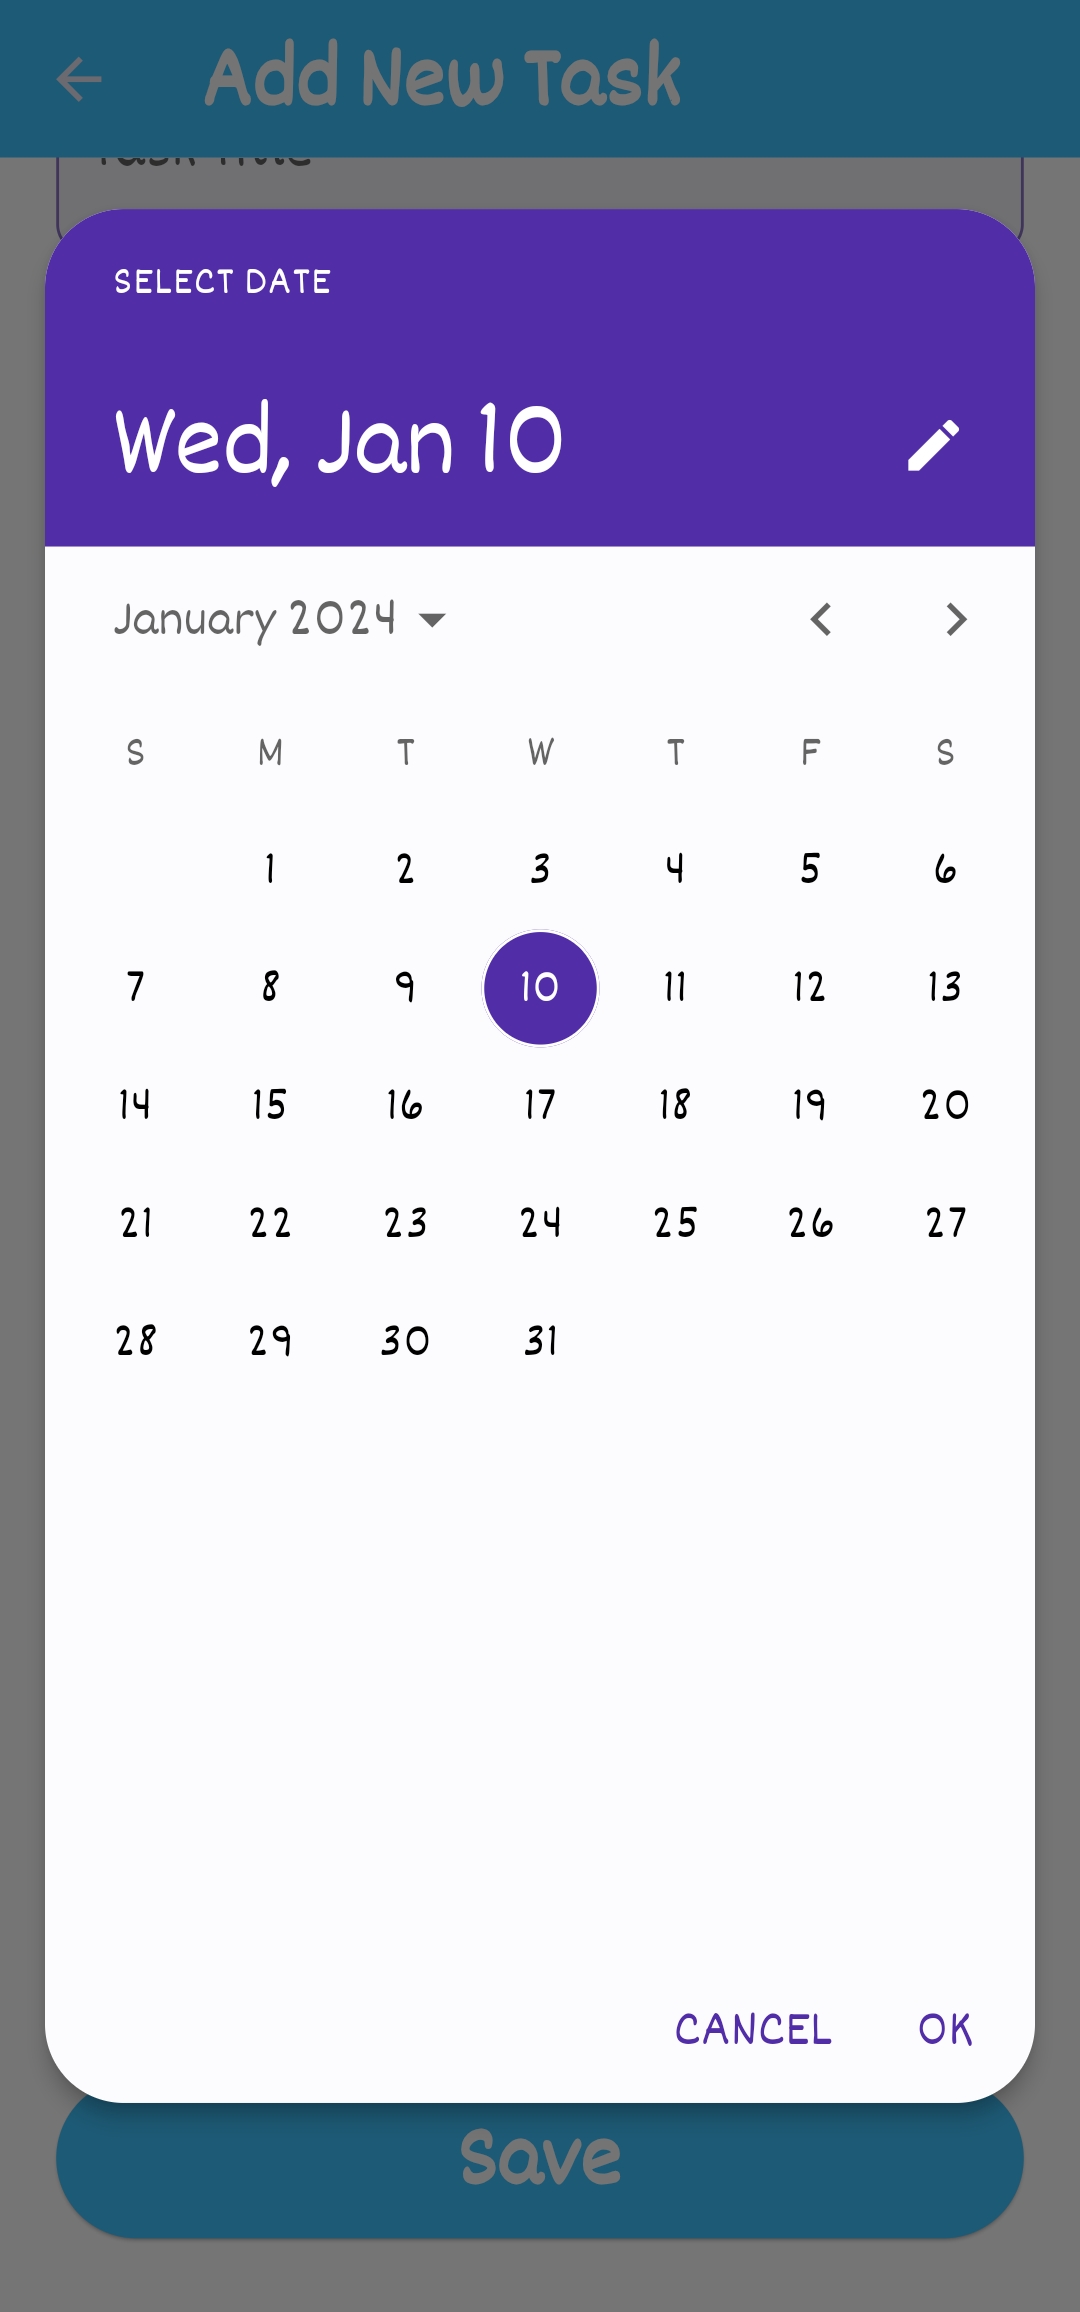 Add New Task
Task Title
SELECT DATE
Wed, Jan 10
January 2024
S M T W T F S
1 2 3 4 5 6
7 8 9 10 11 12 13
14 15 16 17 18 19 20
21 22 23 24 25 26 27
28 29 30 31
CANCEL OK
Save